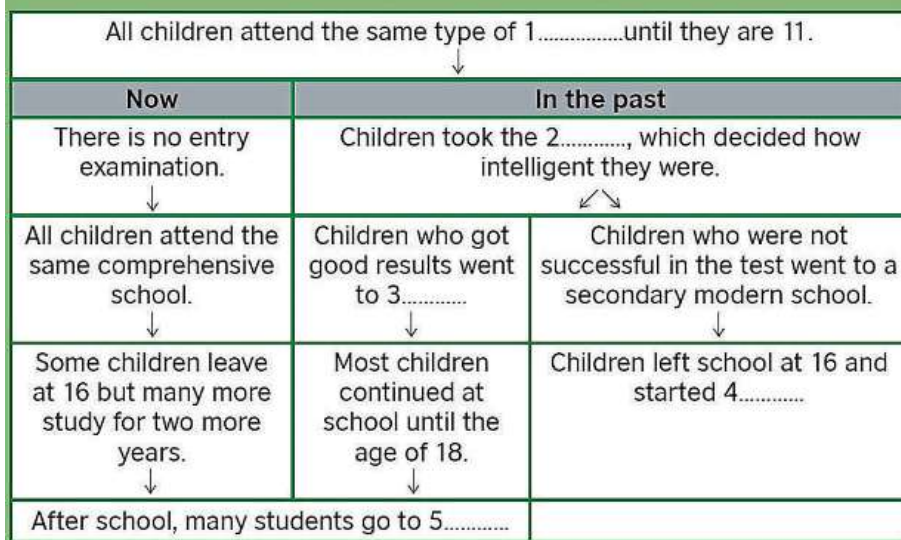 All children attend the same type of 1................until they are 11.
↓
Now
In the past
There is no entry
examination.
↓
Children took the 2............, which decided how
intelligent they were.
↙↘
All children attend the
same comprehensive
school.
↓
Children who got
good results went
to 3............
↓
Children who were not
successful in the test went to a
secondary modern school.
↓
Some children leave
at 16 but many more
study for two more
years.
↓
Most children
continued at
school until the
age of 18.
↓
Children left school at 16 and
started 4............
After school, many students go to 5............